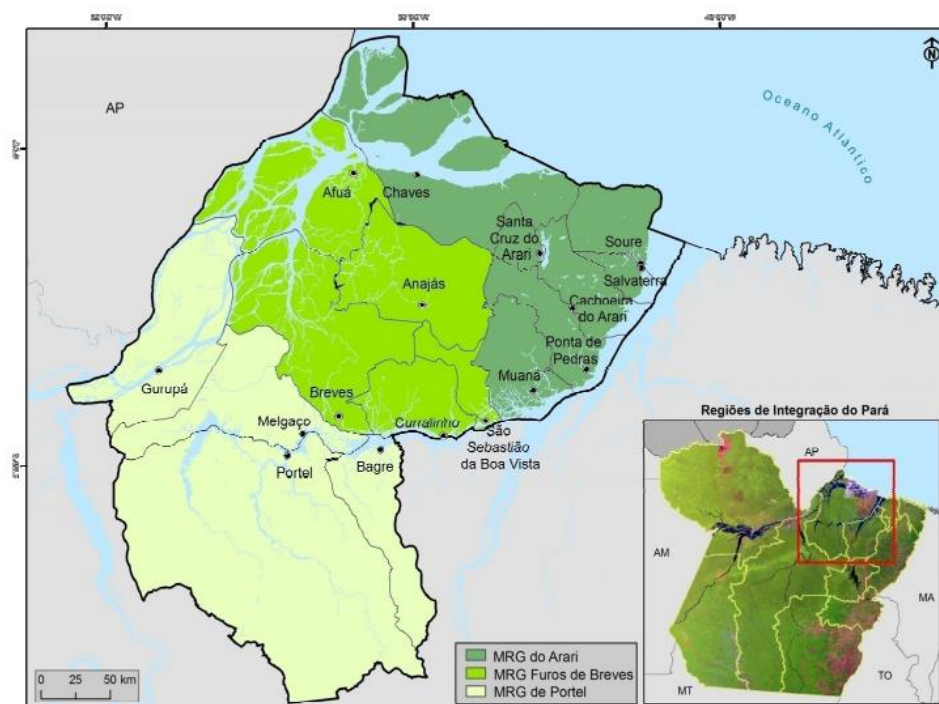 AP
Oceano Atlântico
N
Afuá
Chaves
Santa
Cruz do
Arari
Soure
Salvaterra
Anajás
Cachoeira
do Arari
Ponta de
Pedras
Muaná
Gurupá
Breves
Curralinho
Melgaço
São
Sebastião
da Boa Vista
Portel
Bagre
0 25 50 km
MRG do Arari
MRG Furos de Breves
MRG de Portel
Regiões de Integração do Pará
AP
AM
MA
TO
MT